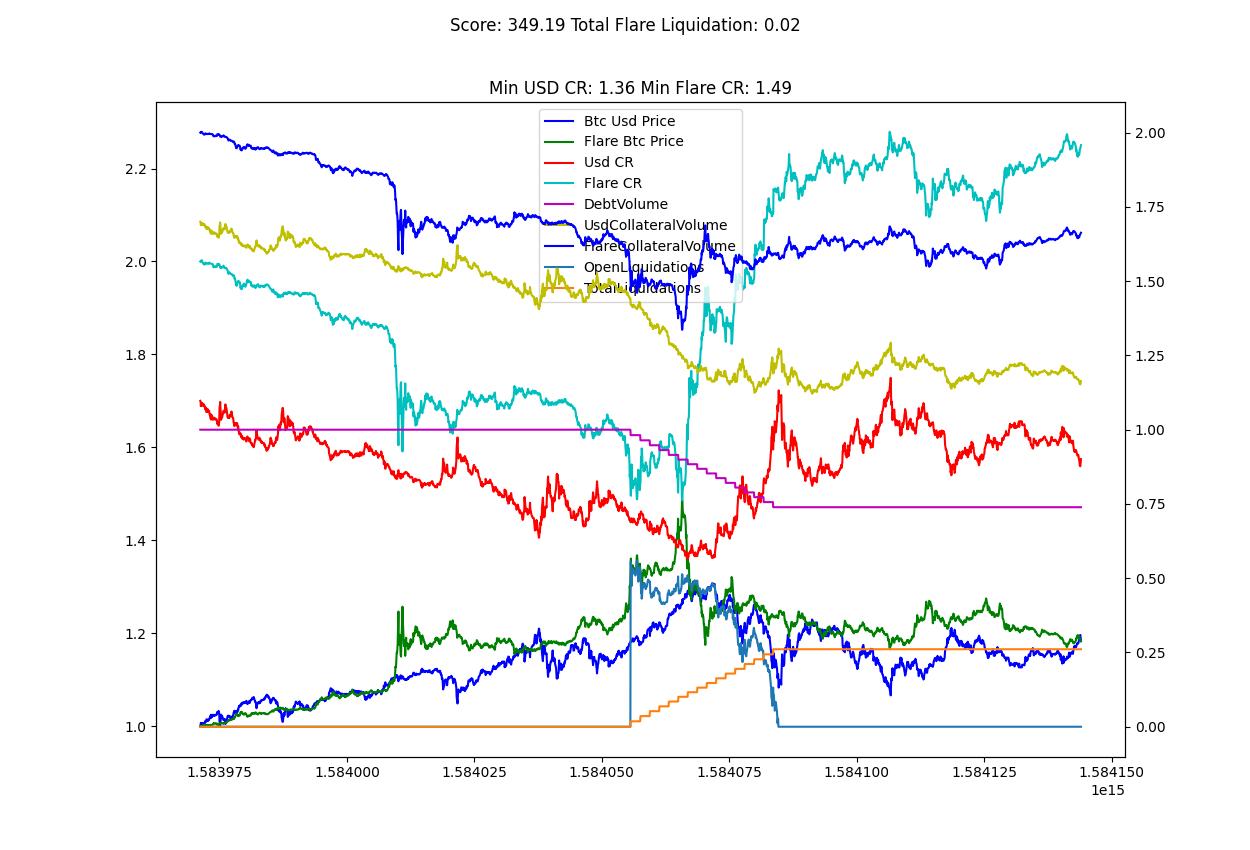 Score: 349.19 Total Flare Liquidation: 0.02
Min USD CR: 1.36 Min Flare CR: 1.49
Btc Usd Price
Flare Btc Price
Usd CR
Flare CR
DebtVolume
UsdCollateralVolume
FlareCollateralVolume
OpenLiquidations
TotalLiquidations
2.2
2.0
1.8
1.6
1.4
1.2
1.0
2.00
1.75
1.50
1.25
1.00
0.75
0.50
0.25
0.00
1.583975 1.584000 1.584025 1.584050 1.584075 1.584100 1.584125 1.584150
1e15